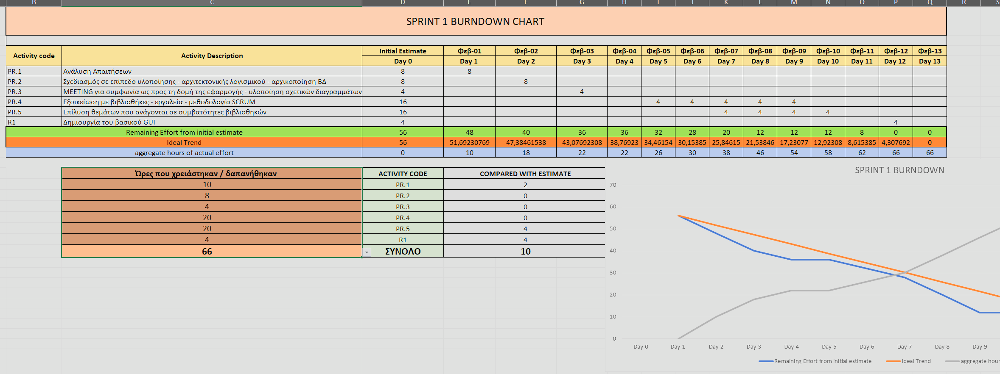 B C D E F G H I J K L M N O P Q R S
SPRINT 1 BURNDOWN CHART
Activity code Activity Description Initial Estimate Φεβ-01 Φεβ-02 Φεβ-03 Φεβ-04 Φεβ-05 Φεβ-06 Φεβ-07 Φεβ-08 Φεβ-09 Φεβ-10 Φεβ-11 Φεβ-12 Φεβ-13
Day 0 Day 1 Day 2 Day 3 Day 4 Day 5 Day 6 Day 7 Day 8 Day 9 Day 10 Day 11 Day 12 Day 13
PR.1 Ανάλυση Απαιτήσεων 8 8
PR.2 Σχεδιασμός σε επίπεδο υλοποίησης - αρχιτεκτονικής λογισμικού - αρχικοποίηση ΒΔ 8 8
PR.3 MEETING για συμφωνία ως προς τη δομή της εφαρμογής - υλοποίηση σχετικών διαγραμμάτων 4 4
PR.4 Εξοικείωση με βιβλιοθήκες - εργαλεία - μεθοδολογία SCRUM 16 4 4 4 4 4
PR.5 Επίλυση θεμάτων που ανάγονται σε συμβατότητες βιβλιοθηκών 16 4 4 4 4
R1 Δημιουργία του βασικού GUI 4 4
Remaining Effort from initial estimate 56 48 40 36 36 32 28 20 12 12 12 8 0 0
Ideal Trend 56 51,69230769 47,38461538 43,07692308 38,76923 34,46154 30,15385 25,84615 21,53846 17,23077 12,92308 8,615385 4,307692 0
aggregate hours of actual effort 0 10 18 22 22 26 30 38 46 54 58 62 66 66
Ώρες που χρειάστηκαν / δαπανήθηκαν ACTIVITY CODE COMPARED WITH ESTIMATE
10 PR.1 2
8 PR.2 0
4 PR.3 0
20 PR.4 0
20 PR.5 4
4 R1 4
66 ΣΥΝΟΛΟ 10
SPRINT 1 BURNDOWN
70
60
50
40
30
20
10
0
Day 0 Day 1 Day 2 Day 3 Day 4 Day 5 Day 6 Day 7 Day 8 Day 9
Remaining Effort from initial estimate Ideal Trend aggregate hour